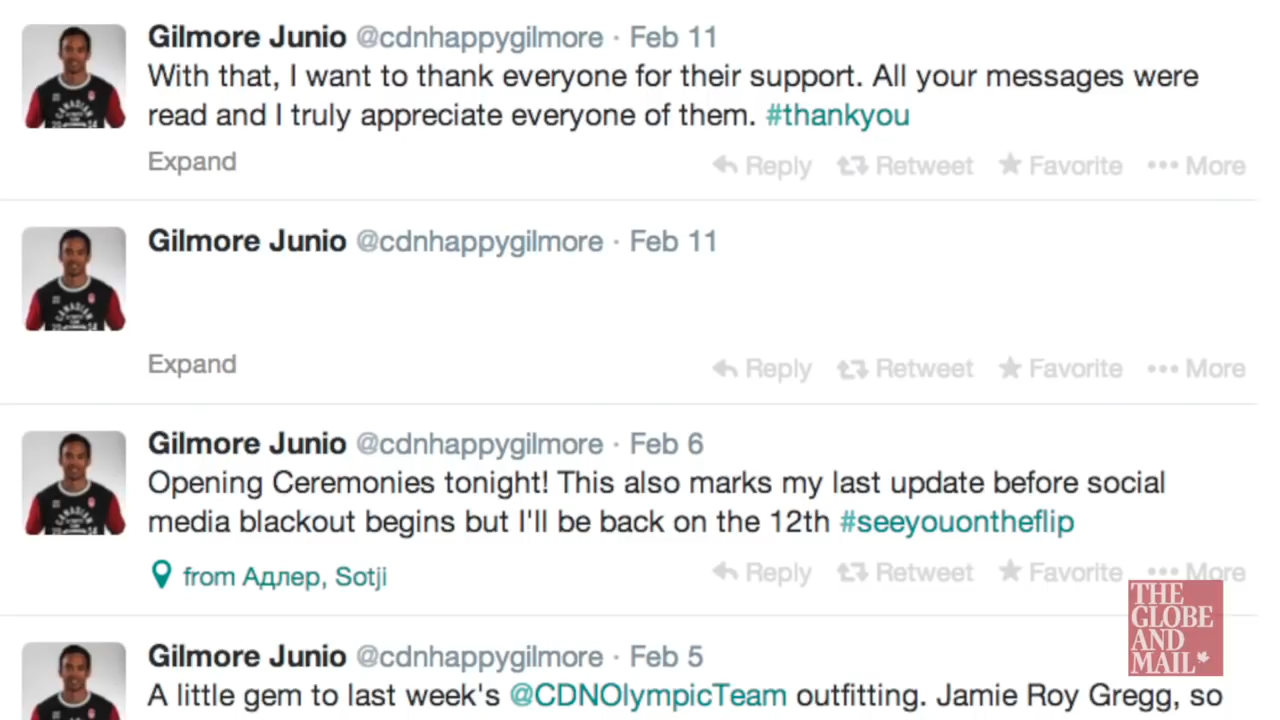 Gilmore Junio @cdnhappygilmore · Feb 11
With that, I want to thank everyone for their support. All your messages were
read and I truly appreciate everyone of them. #thankyou
Expand
Reply Retweet Favorite More
Gilmore Junio @cdnhappygilmore · Feb 11
Expand
Reply Retweet Favorite More
Gilmore Junio @cdnhappygilmore · Feb 6
Opening Ceremonies tonight! This also marks my last update before social
media blackout begins but I'll be back on the 12th #seeyouontheflip
from Адлер, Sotji
Reply Retweet Favorite More
THE
GLOBE
AND
MAIL
Gilmore Junio @cdnhappygilmore · Feb 5
A little gem to last week's @CDNOlympicTeam outfitting. Jamie Roy Gregg, so